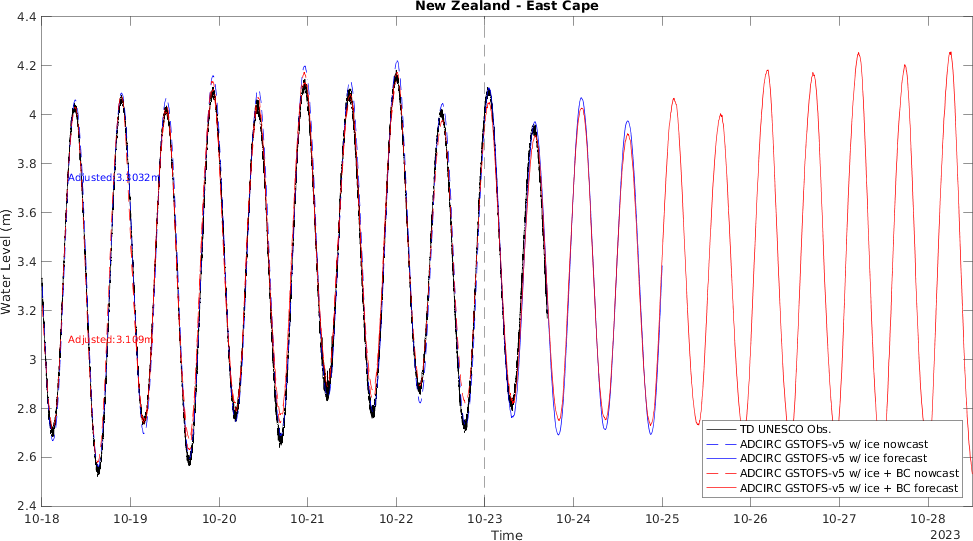 New Zealand - East Cape
4.4
4.2
4
3.8
3.6
3.4
3.2
3
2.8
2.6
2.4
Water Level (m)
Adjusted:3.3032m
Adjusted:3.109m
TD UNESCO Obs.
ADCIRC GSTOFS-v5 w/ ice nowcast
ADCIRC GSTOFS-v5 w/ ice forecast
ADCIRC GSTOFS-v5 w/ ice + BC nowcast
ADCIRC GSTOFS-v5 w/ ice + BC forecast
10-18 10-19 10-20 10-21 10-22 10-23 10-24 10-25 10-26 10-27 10-28
Time
2023